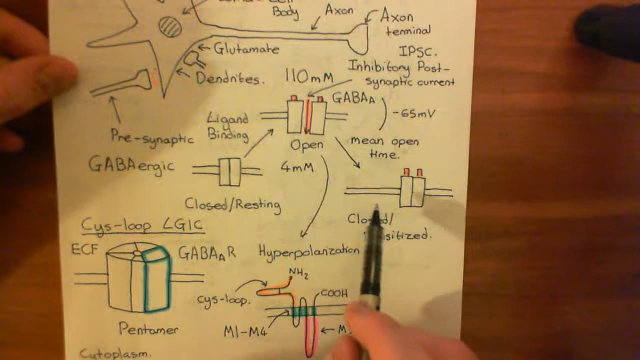 Body
Axon
Axon terminal
Glutamate
Dendrites.
IPSC.
Inhibitory Post-
synaptic current
110mM
GABAA
-65mV
Pre-synaptic
Ligand
Binding
Open
mean open
time.
GABAergic
4mM
Closed/Resting
Closed/
Cys-loop LGIC
ECF
GABAAR
Hyperpolarization
NH2
cys-loop.
COOH
M1-M4
Pentamer
Cytoplasm.